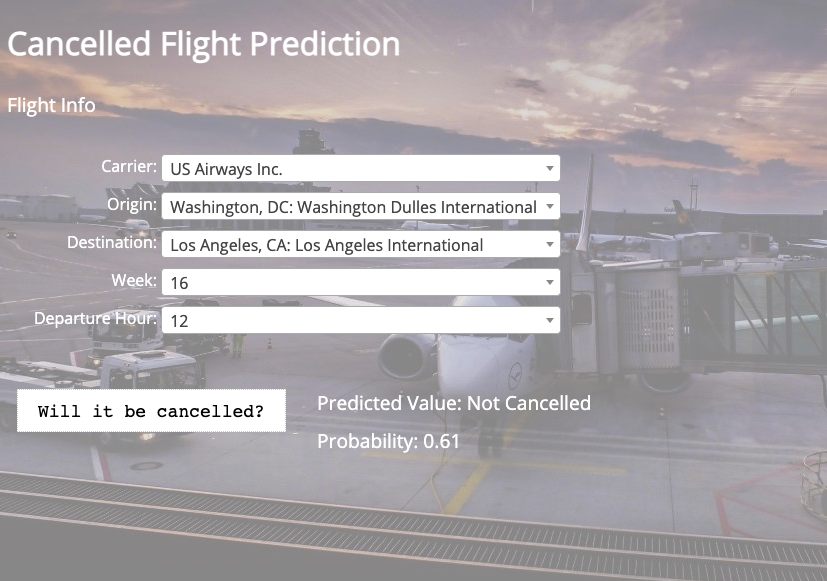 Cancelled Flight Prediction
Flight Info
Carrier: US Airways Inc.
Origin: Washington, DC: Washington Dulles International
Destination: Los Angeles, CA: Los Angeles International
Week: 16
Departure Hour: 12
Will it be cancelled?
Predicted Value: Not Cancelled
Probability: 0.61